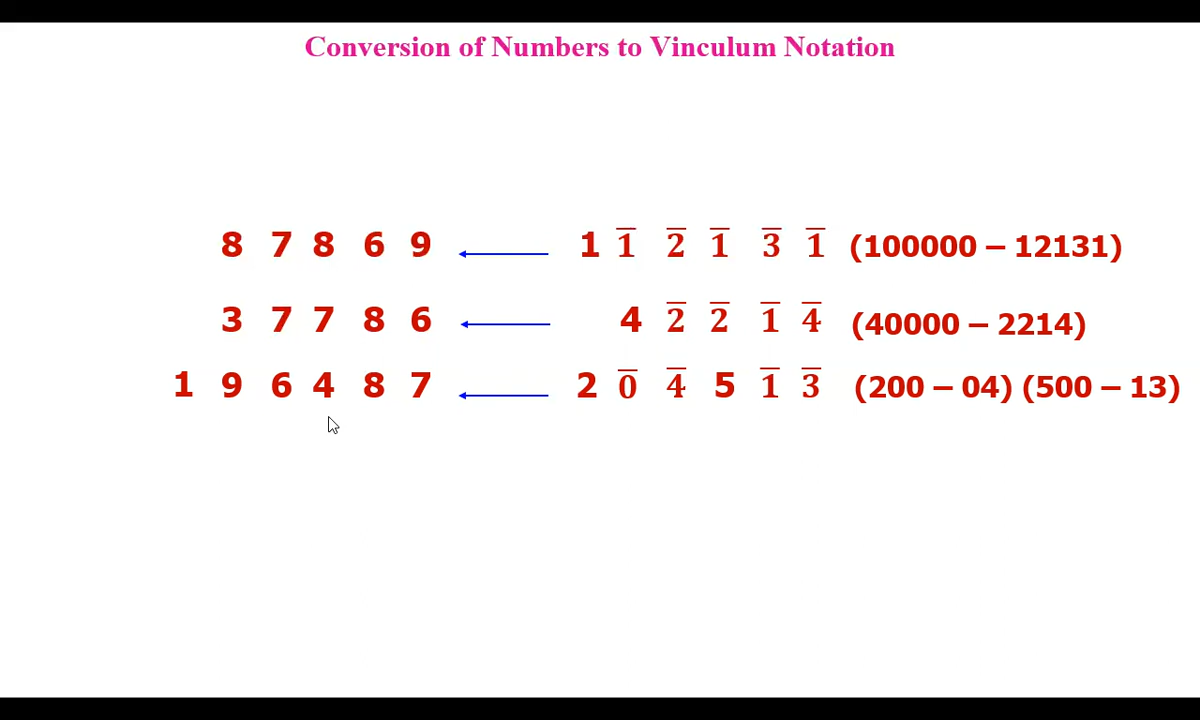 Conversion of Numbers to Vinculum Notation
8 7 8 6 9 ← 1 1̅ 2̅ 1̅ 3̅ 1̅ (100000 – 12131)
3 7 7 8 6 ← 4 2̅ 2̅ 1̅ 4̅ (40000 – 2214)
1 9 6 4 8 7 ← 2 0̅ 4̅ 5 1̅ 3̅ (200 – 04) (500 – 13)